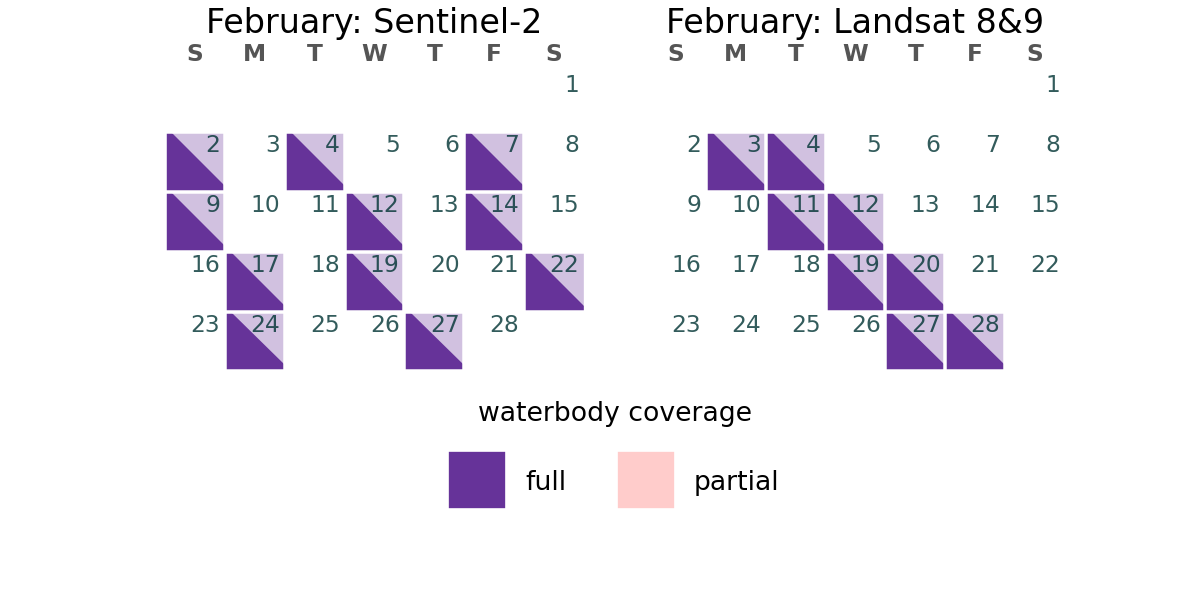 February: Sentinel-2
S M T W T F S
1
2 3 4 5 6 7 8
9 10 11 12 13 14 15
16 17 18 19 20 21 22
23 24 25 26 27 28
February: Landsat 8&9
S M T W T F S
1
2 3 4 5 6 7 8
9 10 11 12 13 14 15
16 17 18 19 20 21 22
23 24 25 26 27 28
waterbody coverage
full partial